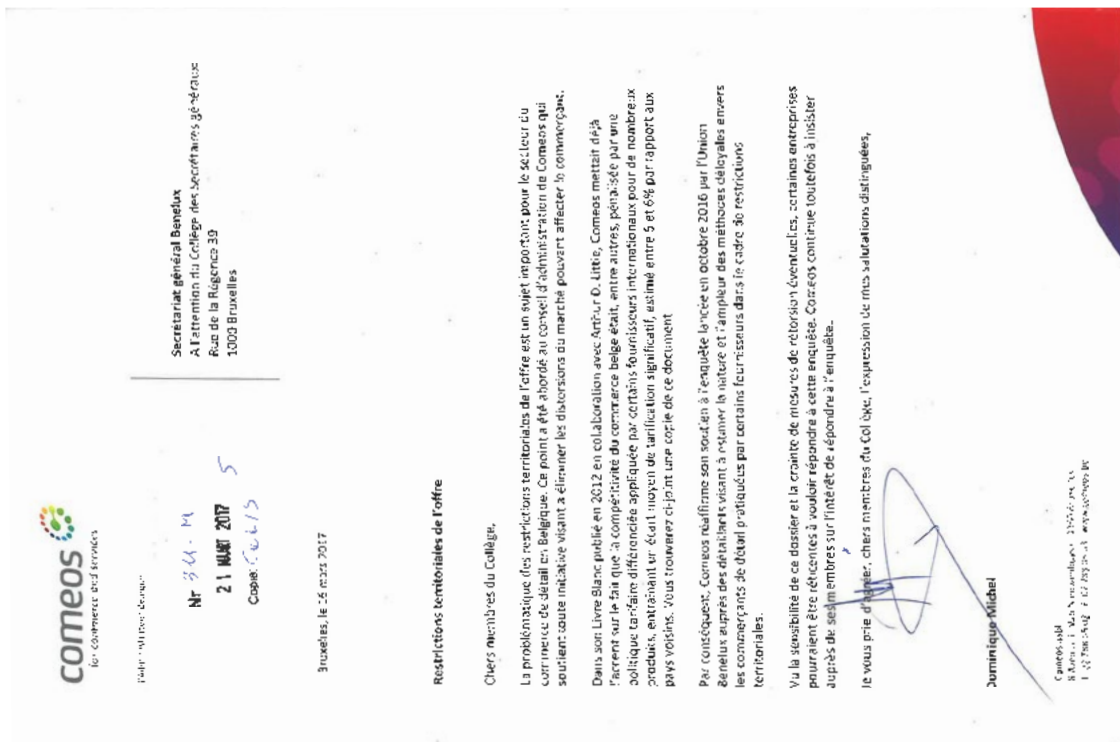 comeos
for commerce and services
Nr 311-M
21 MAART 2017
Copie:
5
Secrétariat général Benelux
A l'attention du Collège des secrétaires généraux
Rue de la Régence 39
1000 Bruxelles
Bruxelles, le 16 mars 2017
Restrictions territoriales de l'offre
Chers membres du Collège,
La problématique des restrictions territoriales de l'offre est un sujet important pour le secteur du
commerce de détail en Belgique. Ce point a été abordé au conseil d'administration de Comeos qui
soutient toute initiative visant a éliminer les distorsions du marché pouvant affecter le commerçant.
Dans son Livre Blanc publié en 2012 en collaboration avec Arthur D. Little, Comeos mettait déjà
l'accent sur le fait que la compétitivité du commerce belge était, entre autres, pénalisée par une
politique tarifaire différenciée appliquée par certains fournisseurs internationaux pour de nombreux
produits, entraînant un écart moyen de tarification significatif, estimé entre 5 et 6% par rapport aux
pays voisins. Vous trouverez ci-joint une copie de ce document
Par conséquent, Comeos réaffirme son soutien à l'enquête lancée en octobre 2016 par l'Union
Benelux auprès des détaillants visant à estimer la nature et l'ampleur des méthodes déloyales envers
les commerçants de détail pratiquées par certains fournisseurs dans le cadre de restrictions
territoriales.
Vu la sensibilité de ce dossier et la crainte de mesures de rétorsion éventuelles, certaines entreprises
pourraient être réticentes à vouloir répondre à cette enquête. Comeos continue toutefois à insister
auprès de ses membres sur l'intérêt de répondre à l'enquête.
Je vous prie d'agréer, chers membres du Collège, l'expression de mes salutations distinguées,
Dominique Michel
Comeos asbl